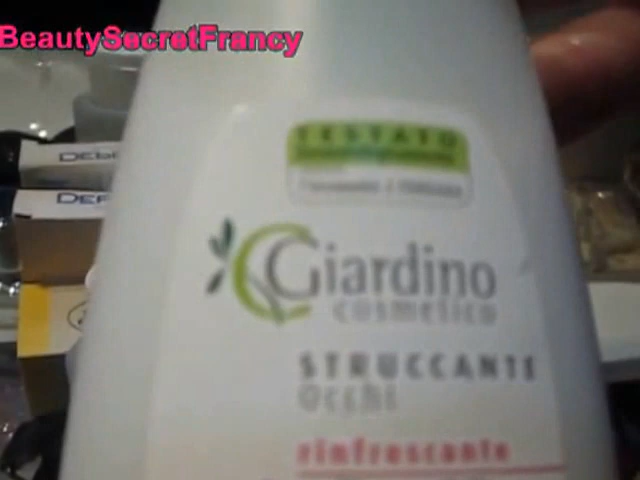 BeautySecretFrancy
TESTATO
Giardino
cosmetico
STRUCCANTE
Occhi
rinfrescante